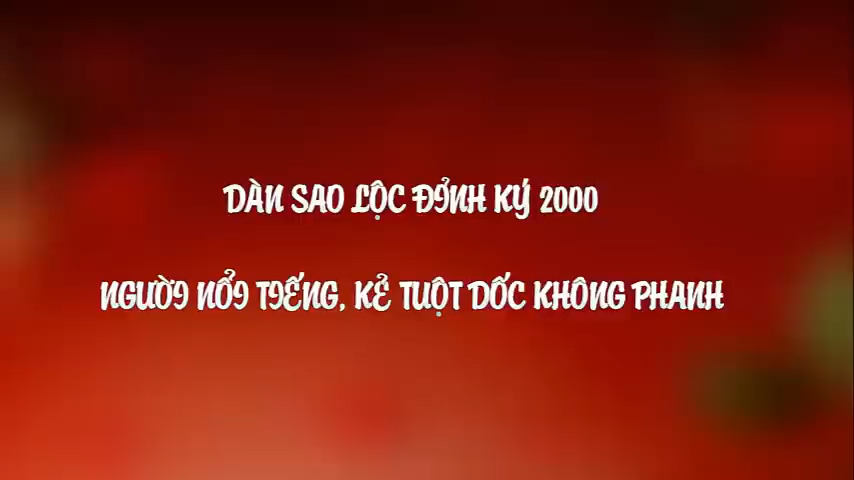 DÀN SAO LỘC ĐỈNH KÝ 2000
NGƯỜI NỔI TIẾNG, KẺ TUỘT DỐC KHÔNG PHANH